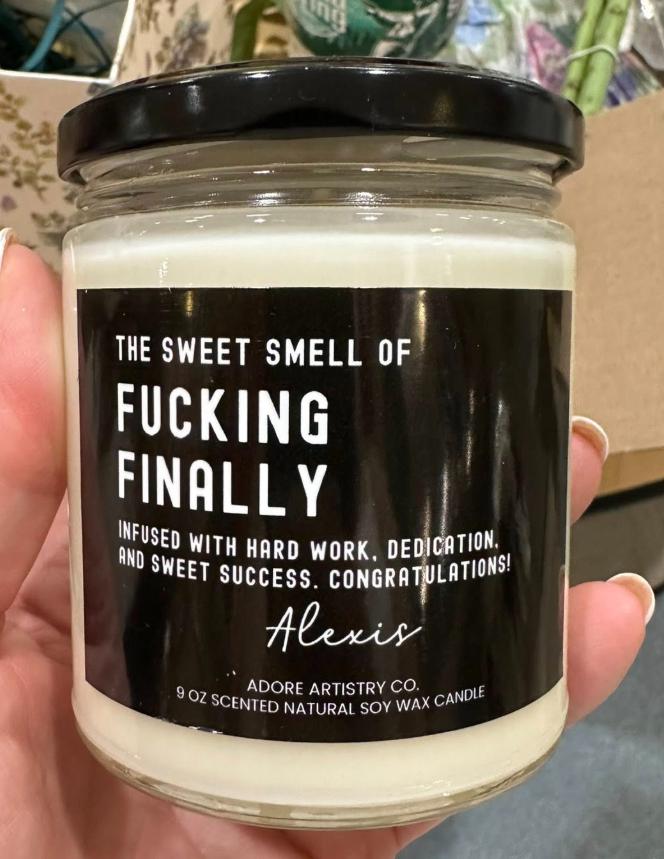 THE SWEET SMELL OF
FUCKING
FINALLY
INFUSED WITH HARD WORK, DEDICATION,
AND SWEET SUCCESS. CONGRATULATIONS!
Alexis
ADORE ARTISTRY CO.
9 OZ SCENTED NATURAL SOY WAX CANDLE